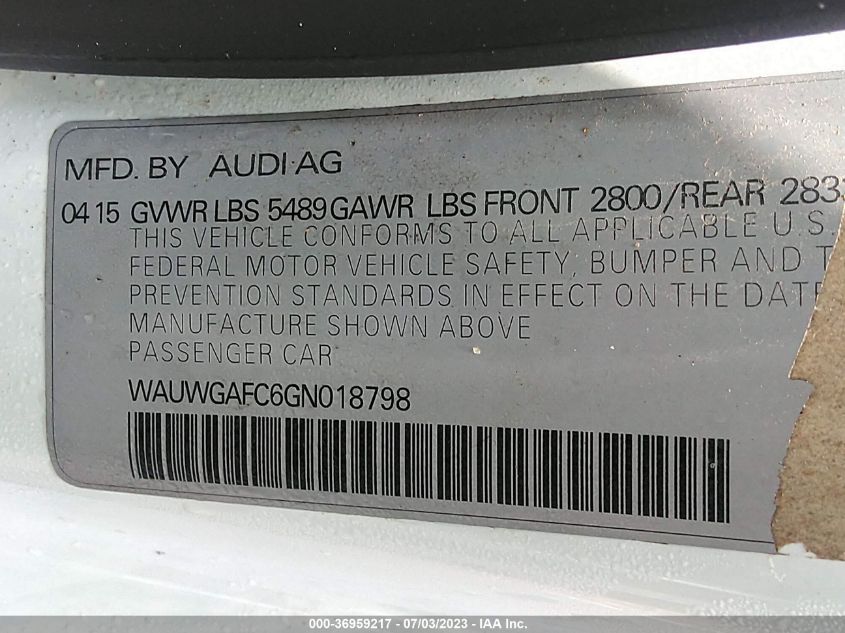 MFD. BY AUDI AG
04 15 GVWR LBS 5489 GAWR LBS FRONT 2800/REAR 283
THIS VEHICLE CONFORMS TO ALL APPLICABLE U.S.
FEDERAL MOTOR VEHICLE SAFETY, BUMPER AND T
PREVENTION STANDARDS IN EFFECT ON THE DATE
MANUFACTURE SHOWN ABOVE
PASSENGER CAR
WAUWGAFC6GN018798
000-36959217 - 07/03/2023 - IAA Inc.